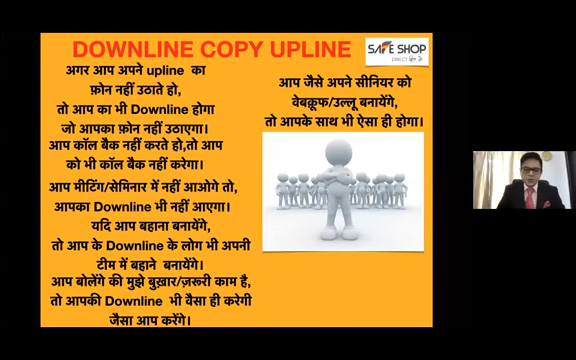 DOWNLINE COPY UPLINE
SAFE SHOP
अगर आप अपने upline का
फ़ोन नहीं उठाते हो,
तो आप का भी Downline होगा
जो आपका फ़ोन नहीं उठाएगा।
आप कॉल बैक नहीं करते हो,तो आप
को भी कॉल बैक नहीं करेगा।
आप मीटिंग/सेमिनार में नहीं आओगे तो,
आपका Downline भी नहीं आएगा।
यदि आप बहाना बनायेंगे,
तो आप के Downline के लोग भी अपनी
टीम में बहाने बनायेंगे।
आप बोलेंगे की मुझे बुख़ार/ज़रूरी काम है,
तो आपकी Downline भी वैसा ही करेगी
जैसा आप करेंगे।
आप जैसे अपने सीनियर को
वेबक़ूफ/उल्लू बनायेंगे,
तो आपके साथ भी ऐसा ही होगा।